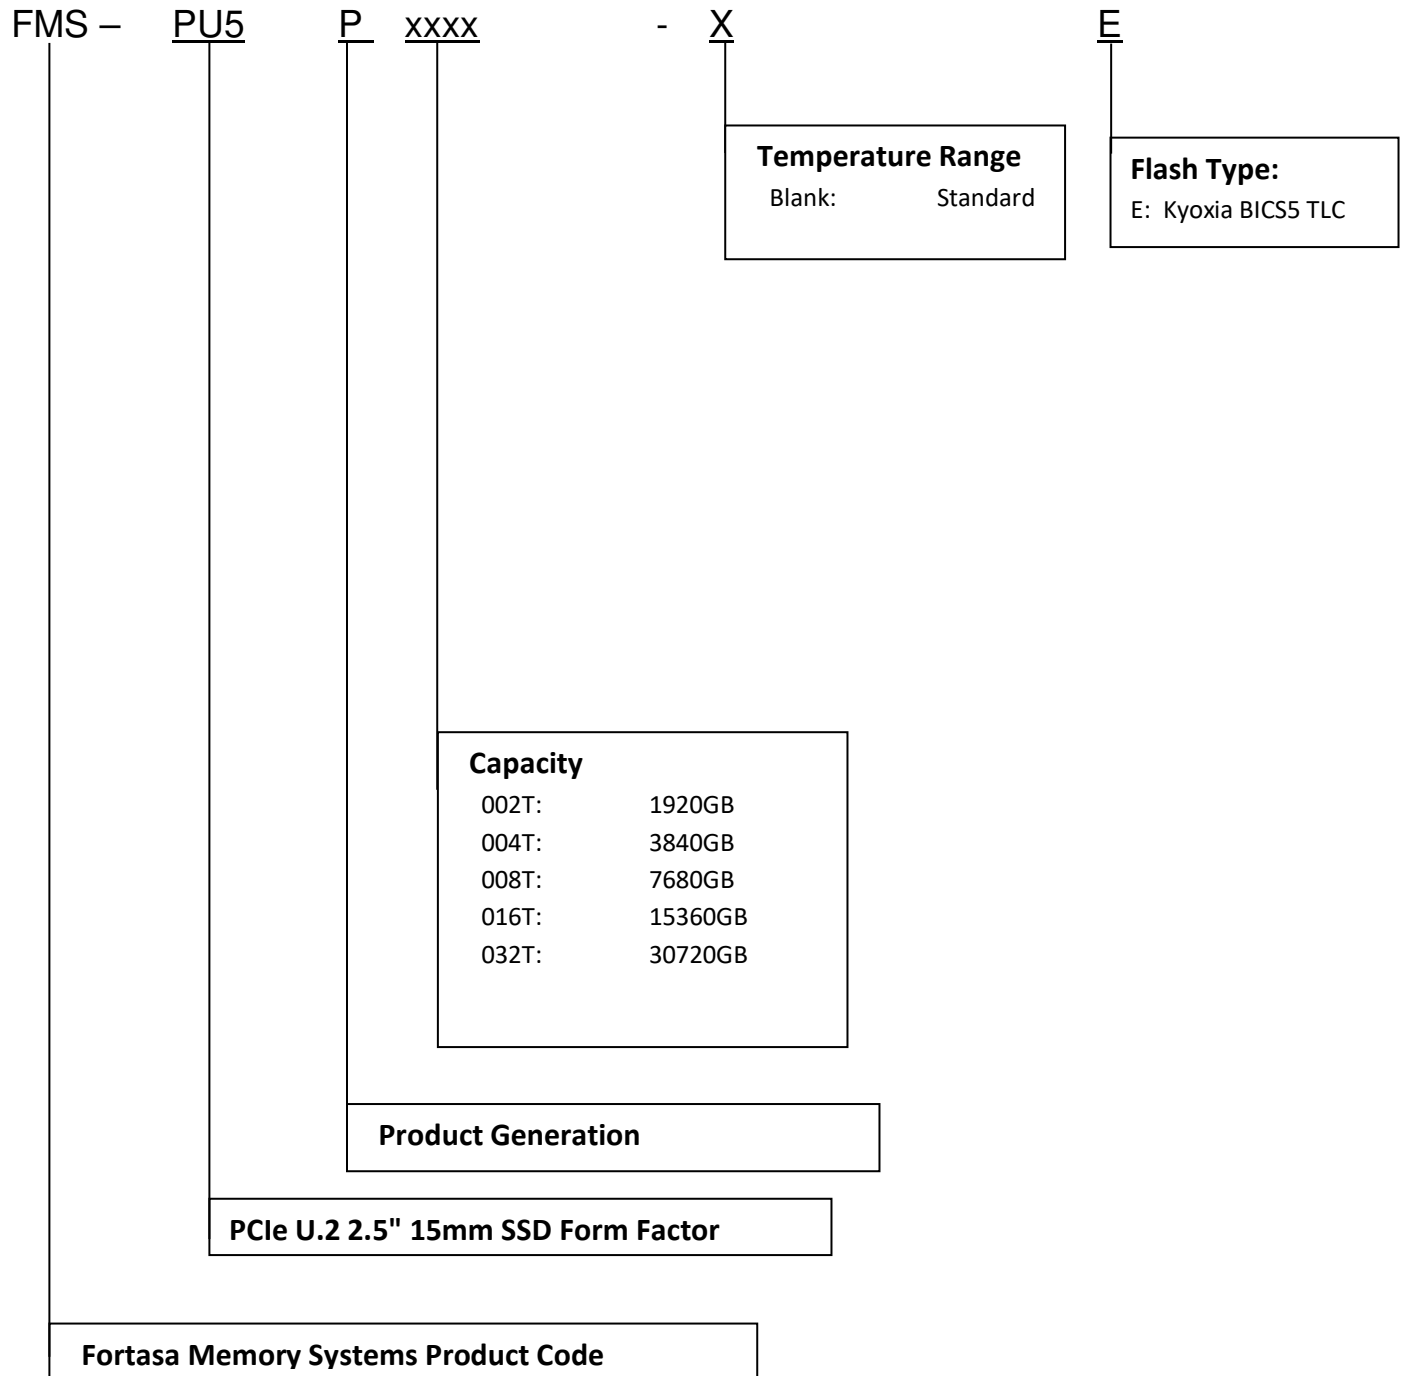 FMS – PU5 P xxxx - X E
Temperature Range
Blank: Standard
Flash Type:
E: Kyoxia BICS5 TLC
Capacity
002T: 1920GB
004T: 3840GB
008T: 7680GB
016T: 15360GB
032T: 30720GB
Product Generation
PCIe U.2 2.5" 15mm SSD Form Factor
Fortasa Memory Systems Product Code